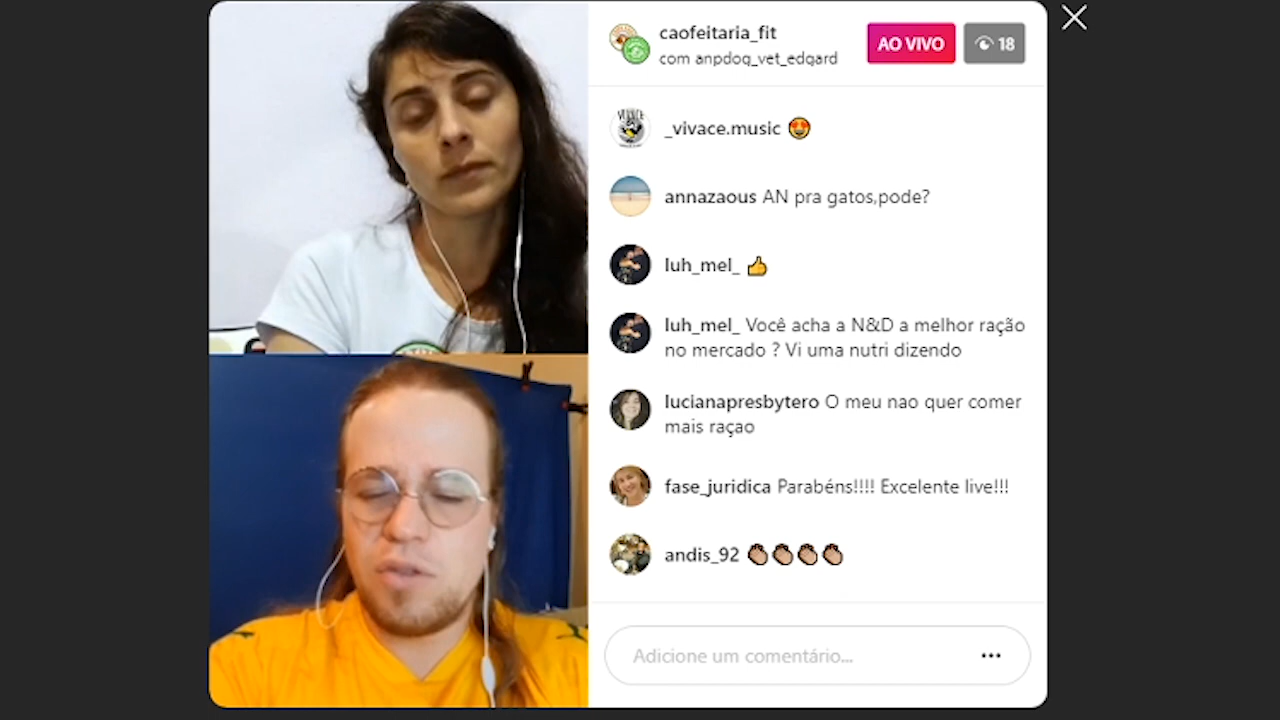 caofeitaria_fit
com anpdog_vet_edgard
AO VIVO
18
_vivace.music 😍
annazaous AN pra gatos,pode?
luh_mel_ 👍
luh_mel_ Você acha a N&D a melhor ração
no mercado ? Vi uma nutri dizendo
lucianapresbytero O meu nao quer comer
mais raçao
fase_juridica Parabéns!!!! Excelente live!!!
andis_92 👏👏👏👏
Adicione um comentário...